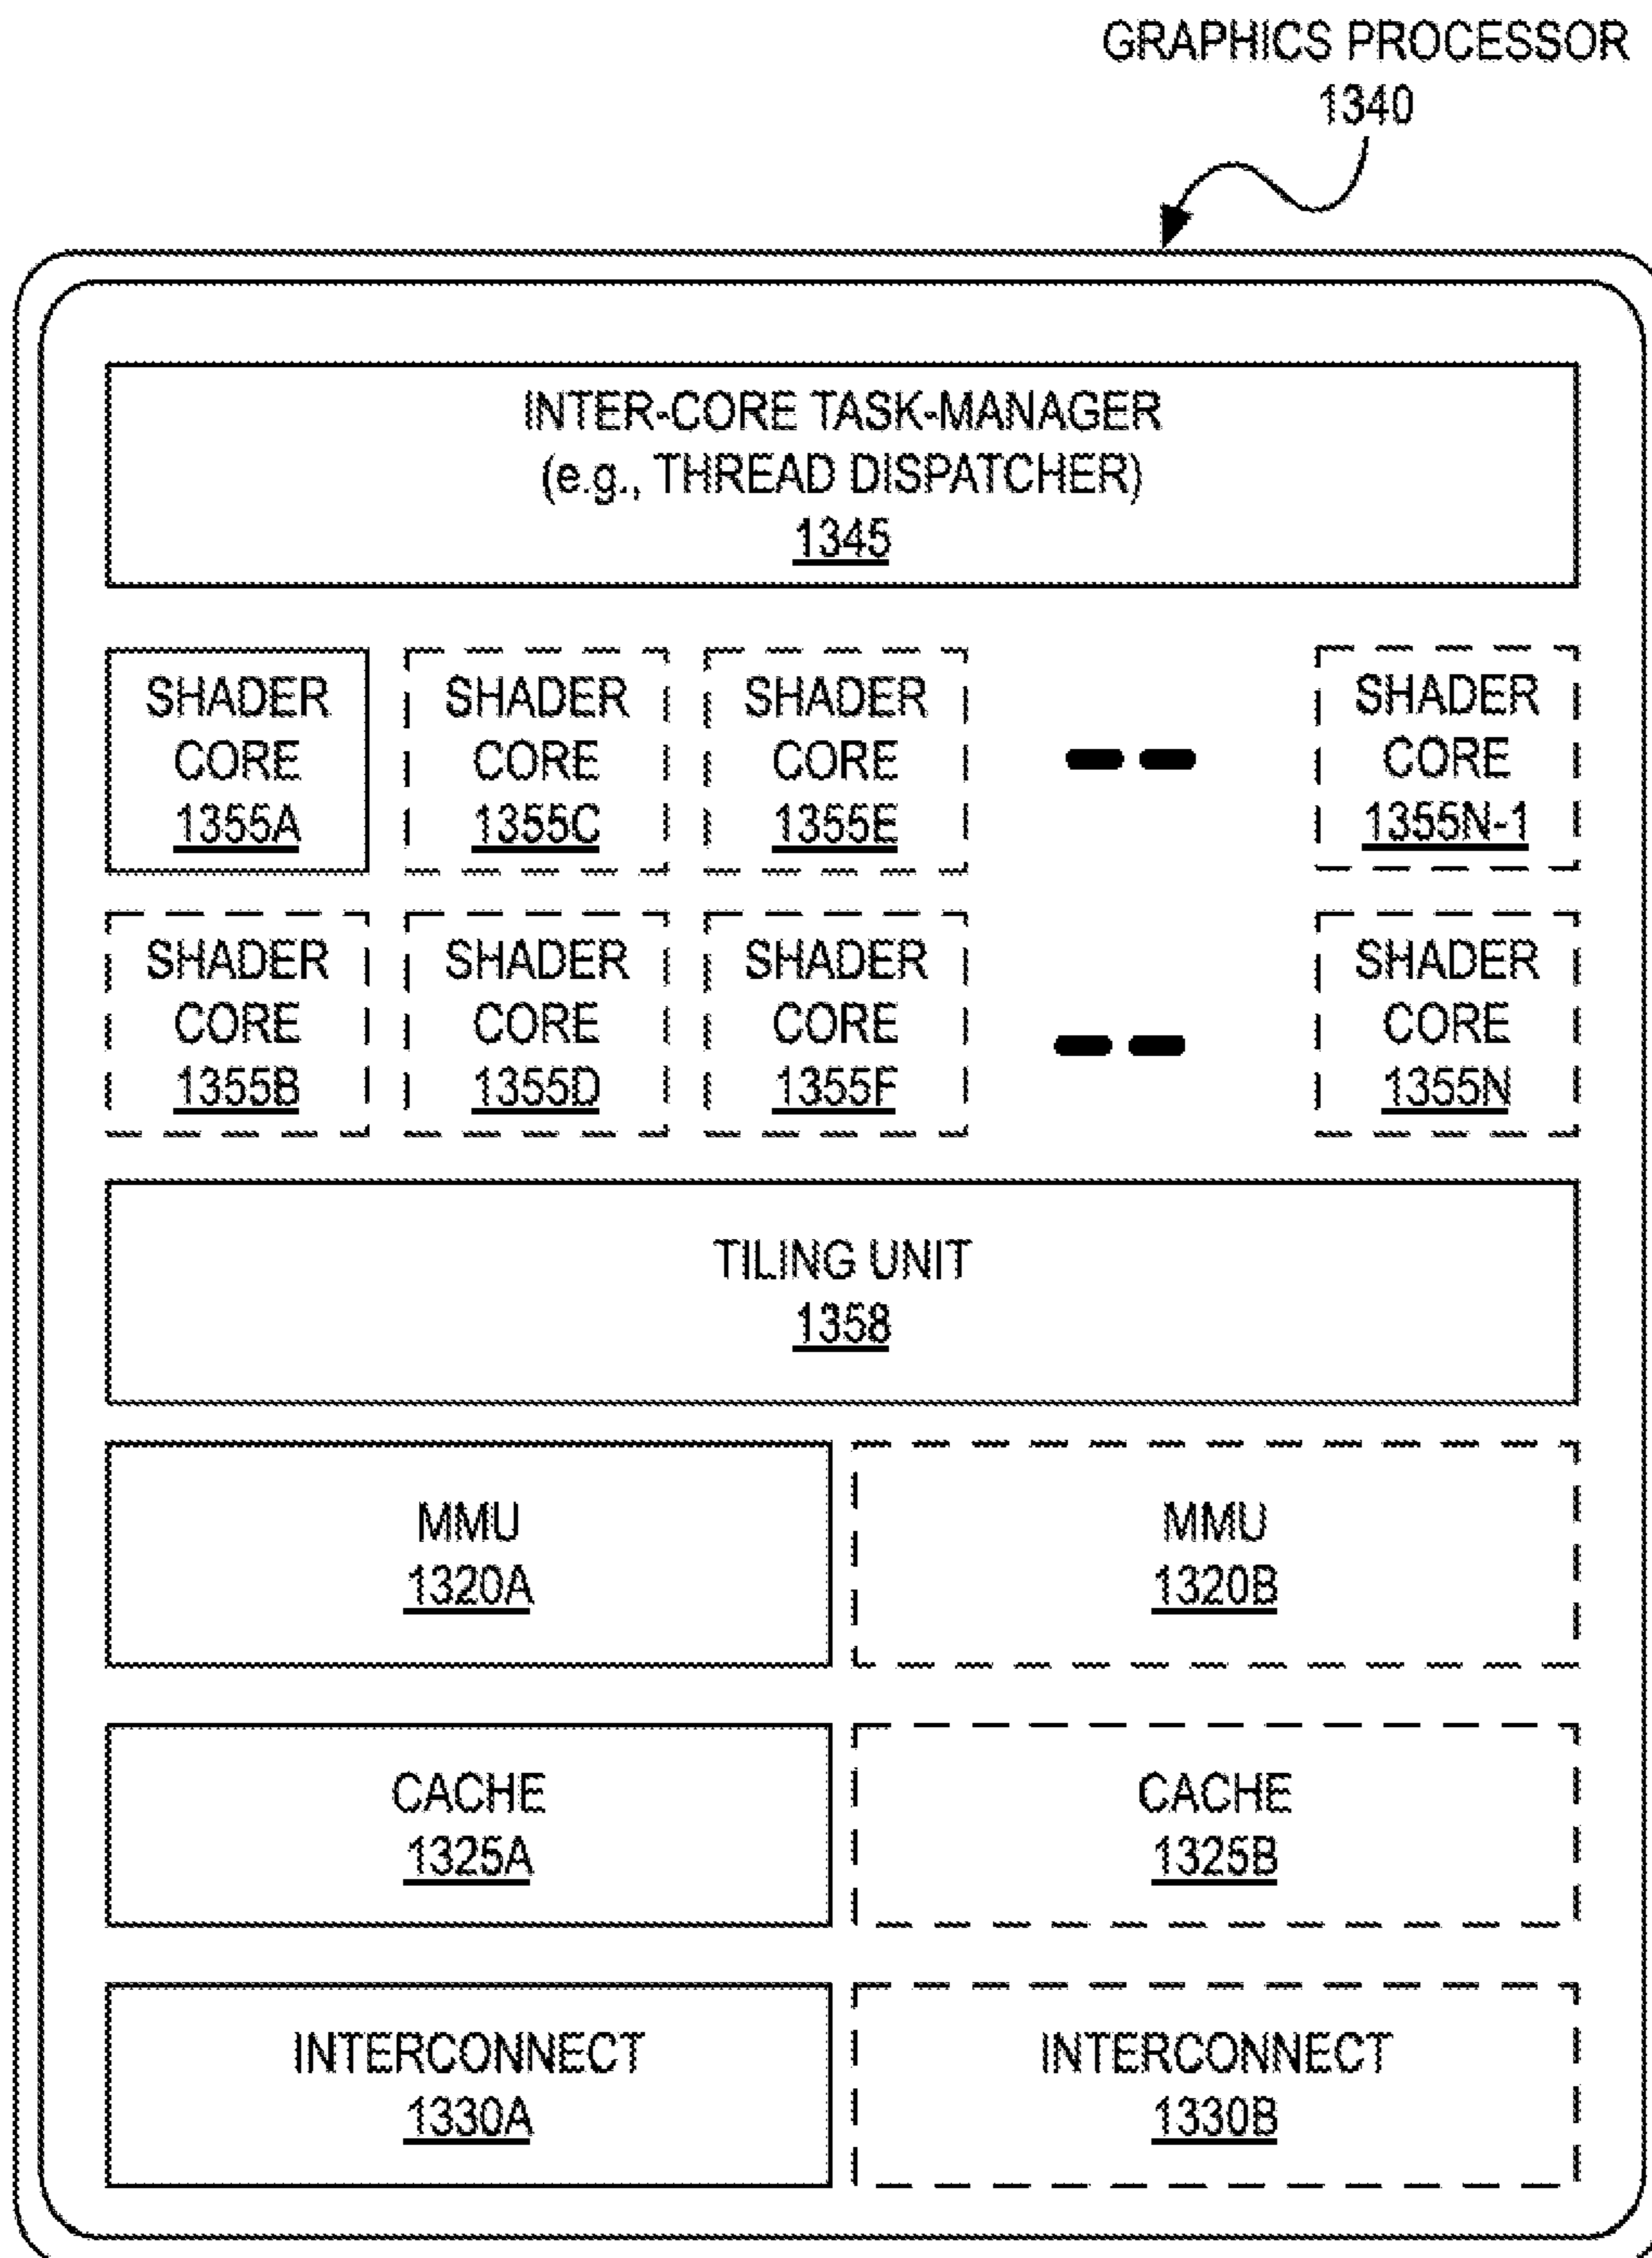 GRAPHICS PROCESSOR
1340
INTER-CORE TASK-MANAGER
(e.g., THREAD DISPATCHER)
1345
SHADER
CORE
1355A
SHADER
CORE
1355C
SHADER
CORE
1355E
SHADER
CORE
1355N-1
SHADER
CORE
1355B
SHADER
CORE
1355D
SHADER
CORE
1355F
SHADER
CORE
1355N
TILING UNIT
1358
MMU
1320A
MMU
1320B
CACHE
1325A
CACHE
1325B
INTERCONNECT
1330A
INTERCONNECT
1330B